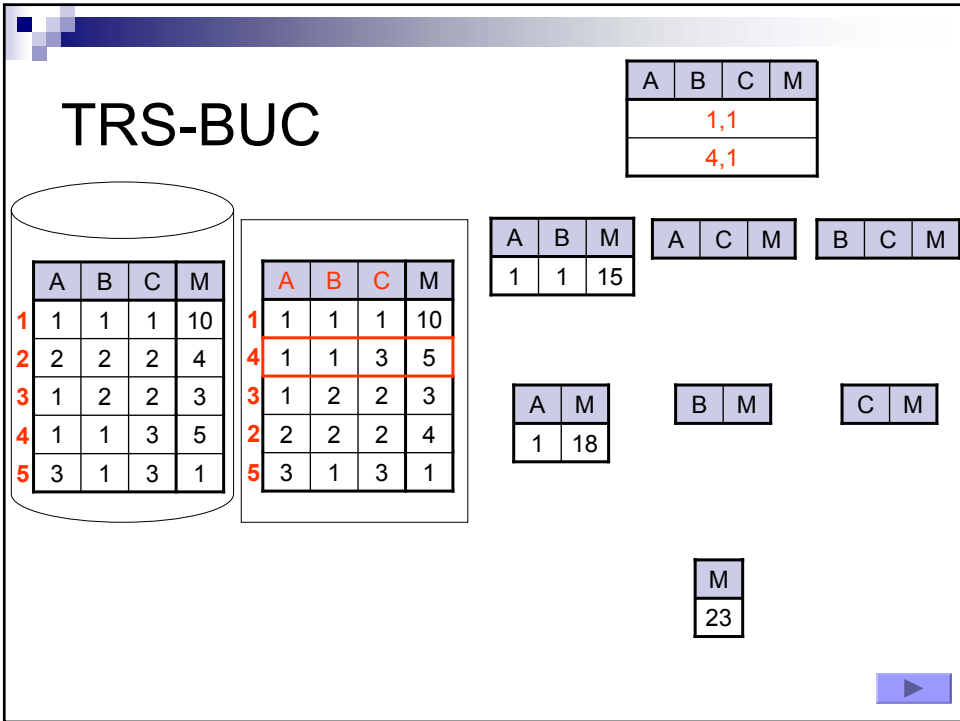 TRS-BUC
A B C M
1,1
4,1
A B C M
1 1 1 1 10
2 2 2 2 4
3 1 2 2 3
4 1 1 3 5
5 3 1 3 1
A B C M
1 1 1 1 10
4 1 1 3 5
3 1 2 2 3
2 2 2 2 4
5 3 1 3 1
A B M
1 1 15
A C M
B C M
A M
1 18
B M
C M
M
23